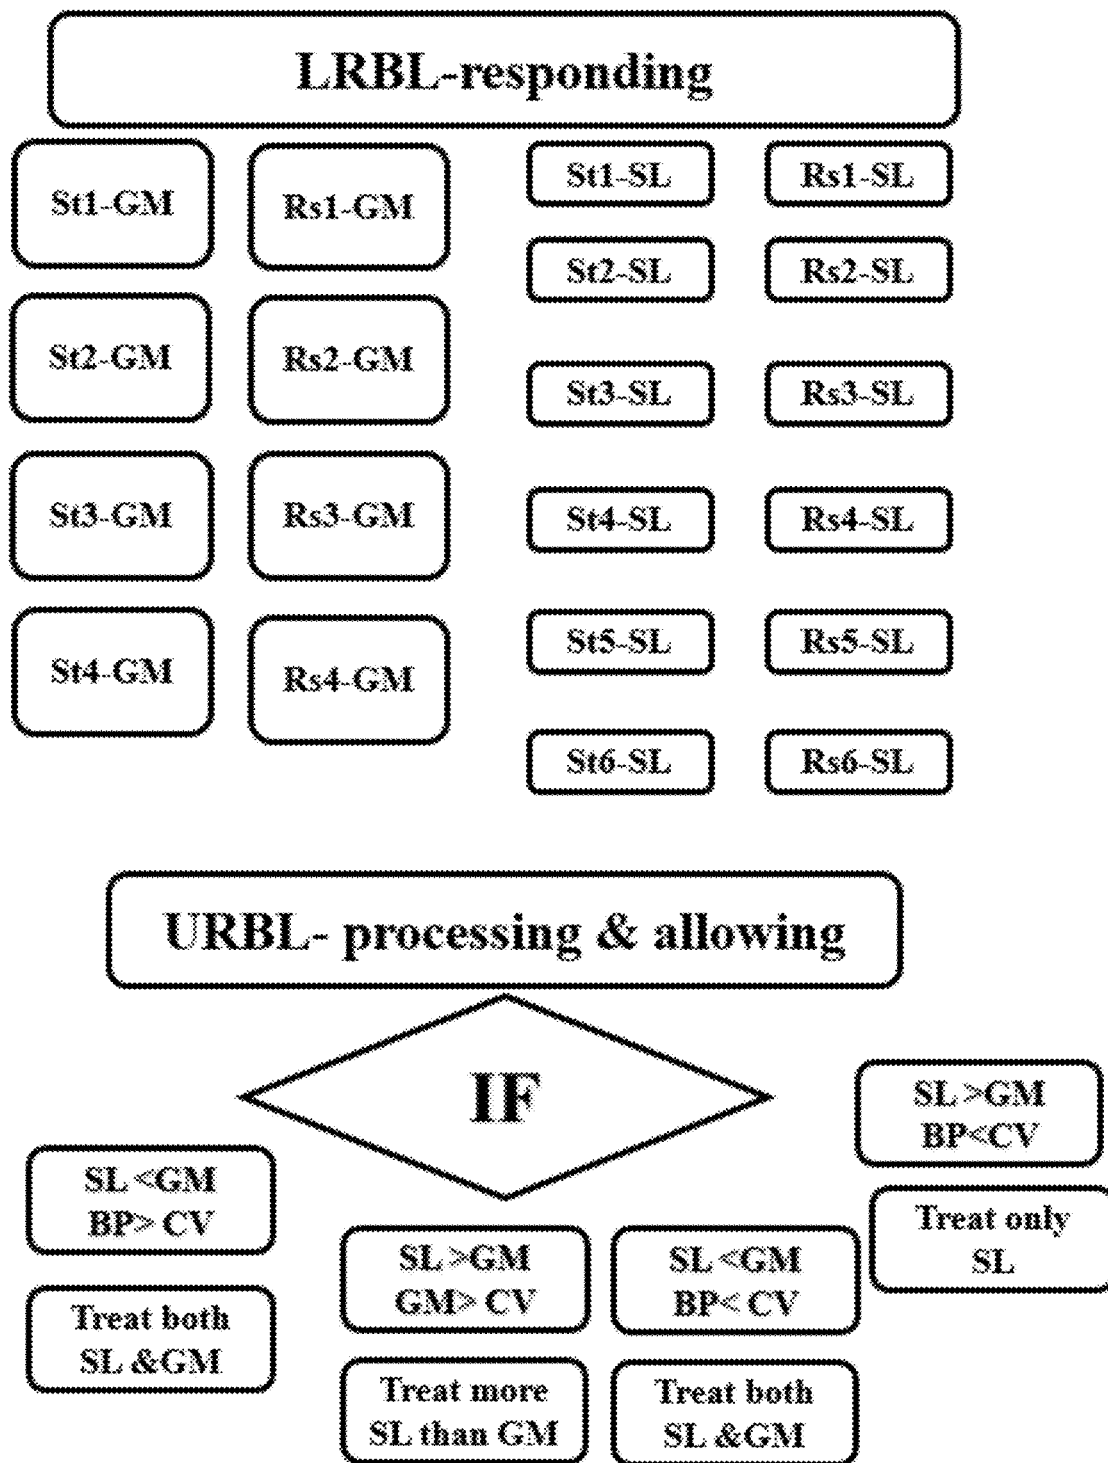 LRBL-responding
St1-GM
Rs1-GM
St1-SL
Rs1-SL
St2-GM
Rs2-GM
St2-SL
Rs2-SL
St3-SL
Rs3-SL
St3-GM
Rs3-GM
St4-SL
Rs4-SL
St4-GM
Rs4-GM
St5-SL
Rs5-SL
St6-SL
Rs6-SL
URBL- processing & allowing
IF
SL <GM
BP> CV
Treat both
SL &GM
SL >GM
GM> CV
Treat more
SL than GM
SL <GM
BP< CV
Treat both
SL &GM
SL >GM
BP<CV
Treat only
SL